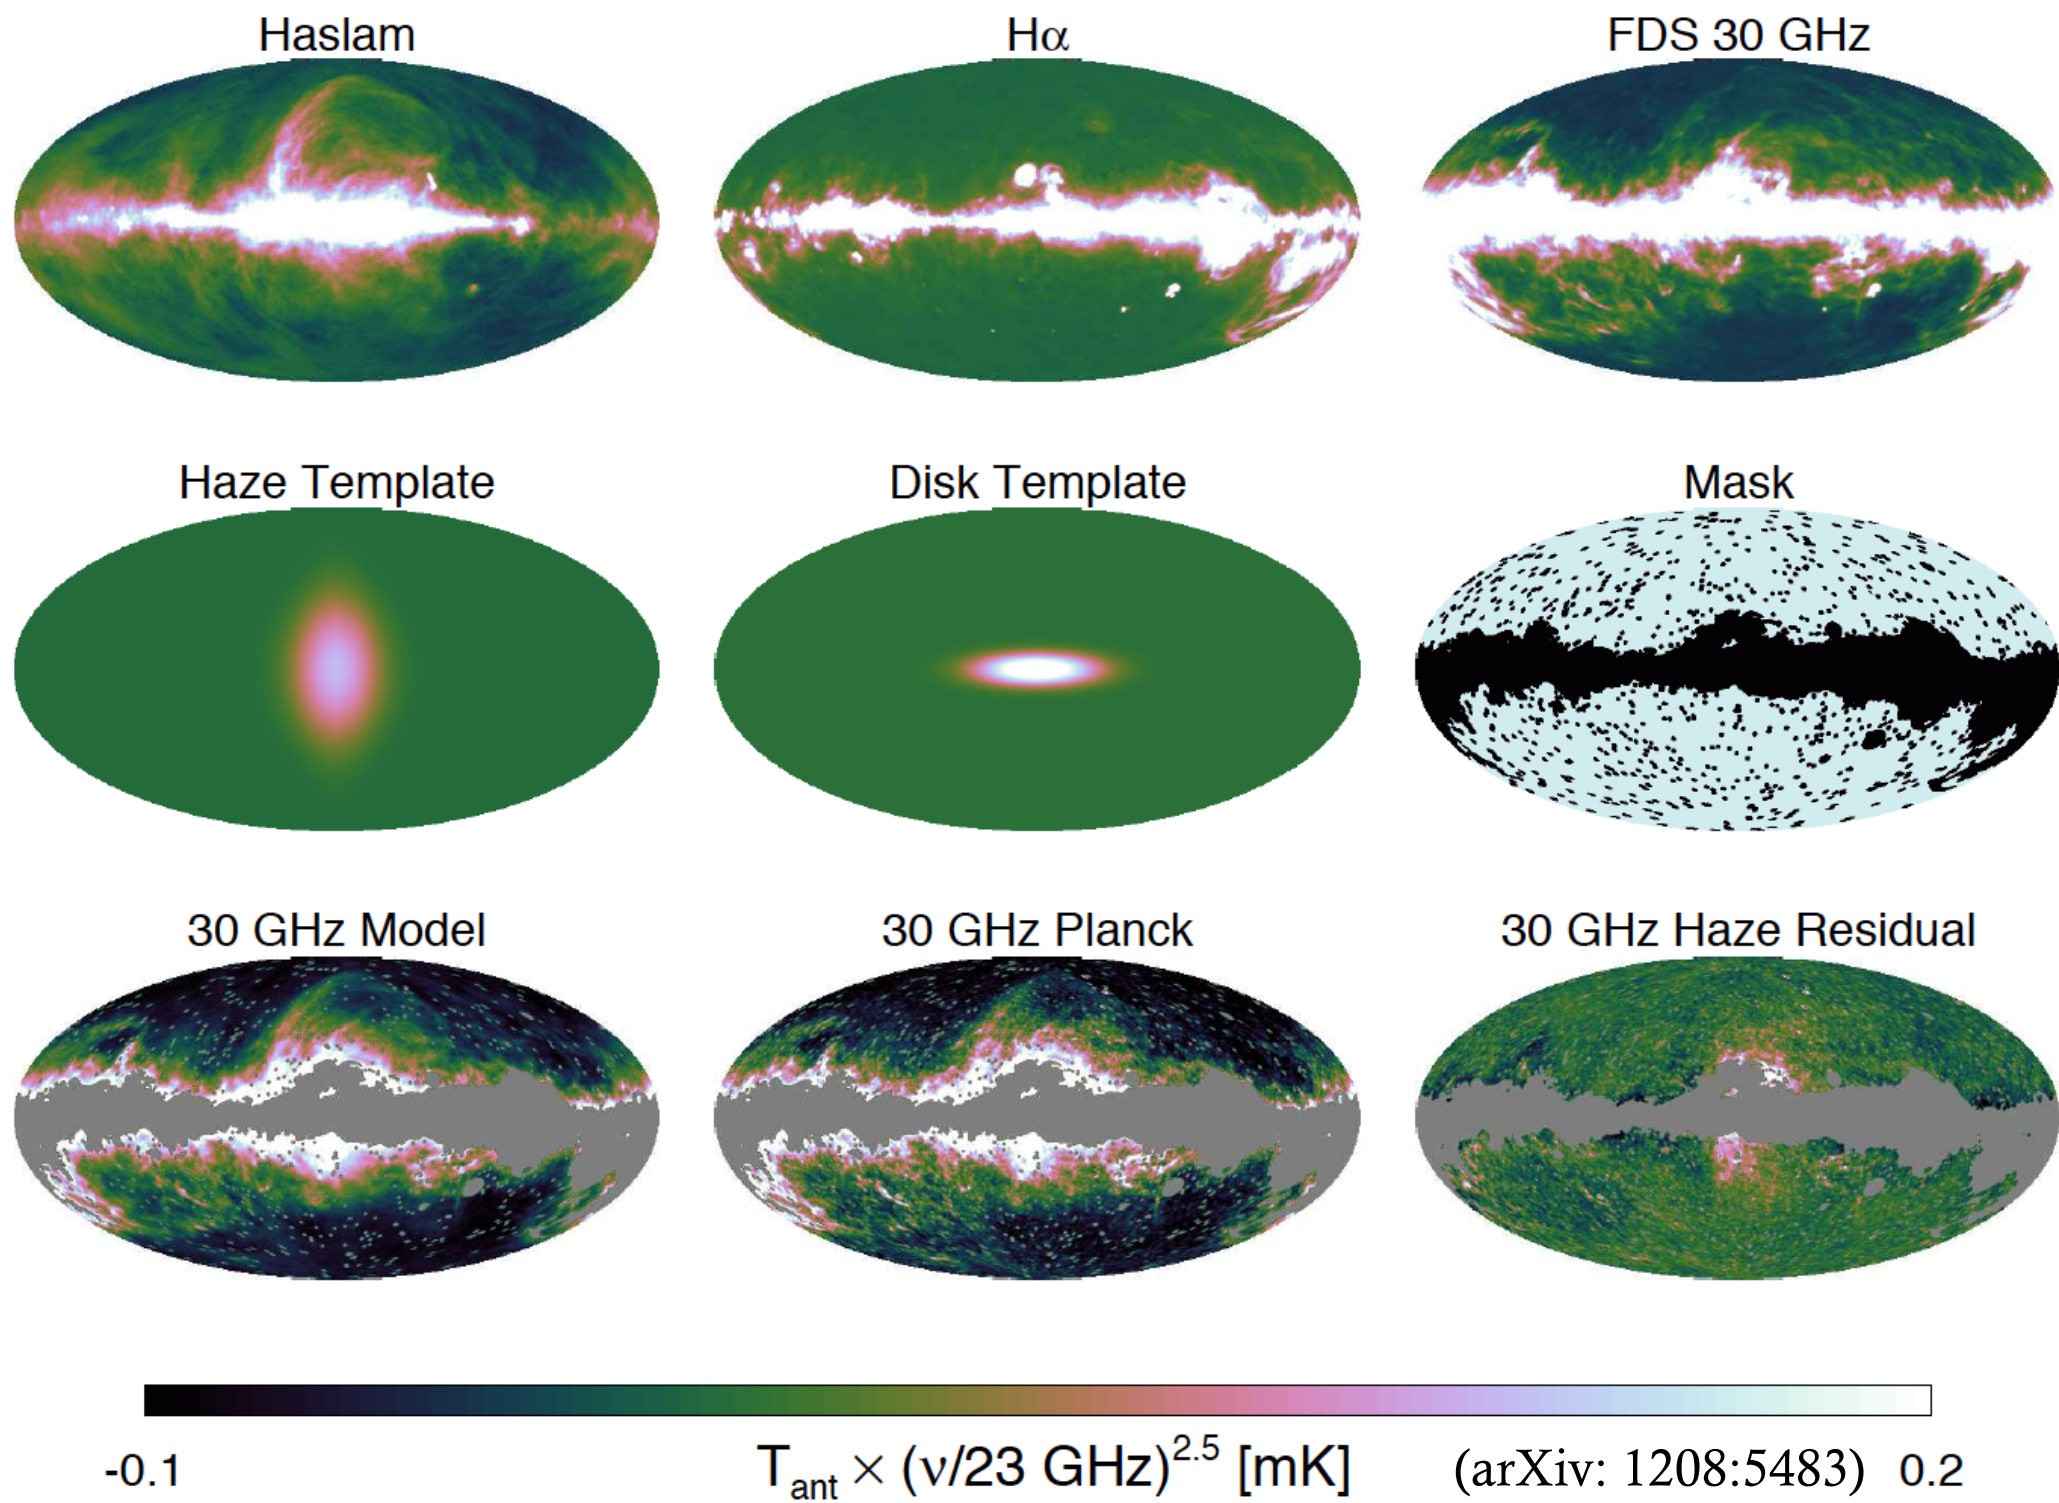 Haslam
Hα
FDS 30 GHz
Haze Template
Disk Template
Mask
30 GHz Model
30 GHz Planck
30 GHz Haze Residual
-0.1
T_ant × (ν/23 GHz)^2.5 [mK]
(arXiv: 1208:5483)
0.2